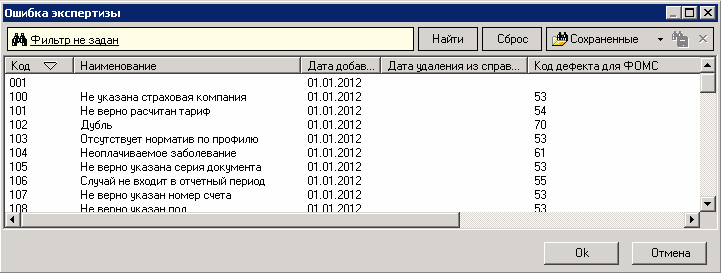 Ошибка экспертизы
Фильтр не задан Найти Сброс Сохраненные
Код Наименование Дата добав... Дата удаления из справ... Код дефекта для ФОМС
001 01.01.2012
100 Не указана страховая компания 01.01.2012 53
101 Не верно расчитан тариф 01.01.2012 54
102 Дубль 01.01.2012 70
103 Отсутствует норматив по профилю 01.01.2012 53
104 Неоплачиваемое заболевание 01.01.2012 61
105 Не верно указана серия документа 01.01.2012 53
106 Случай не входит в отчетный период 01.01.2012 55
107 Не верно указан номер счета 01.01.2012 53
108 Не верно указан пол 01.01.2012 53
Ok Отмена